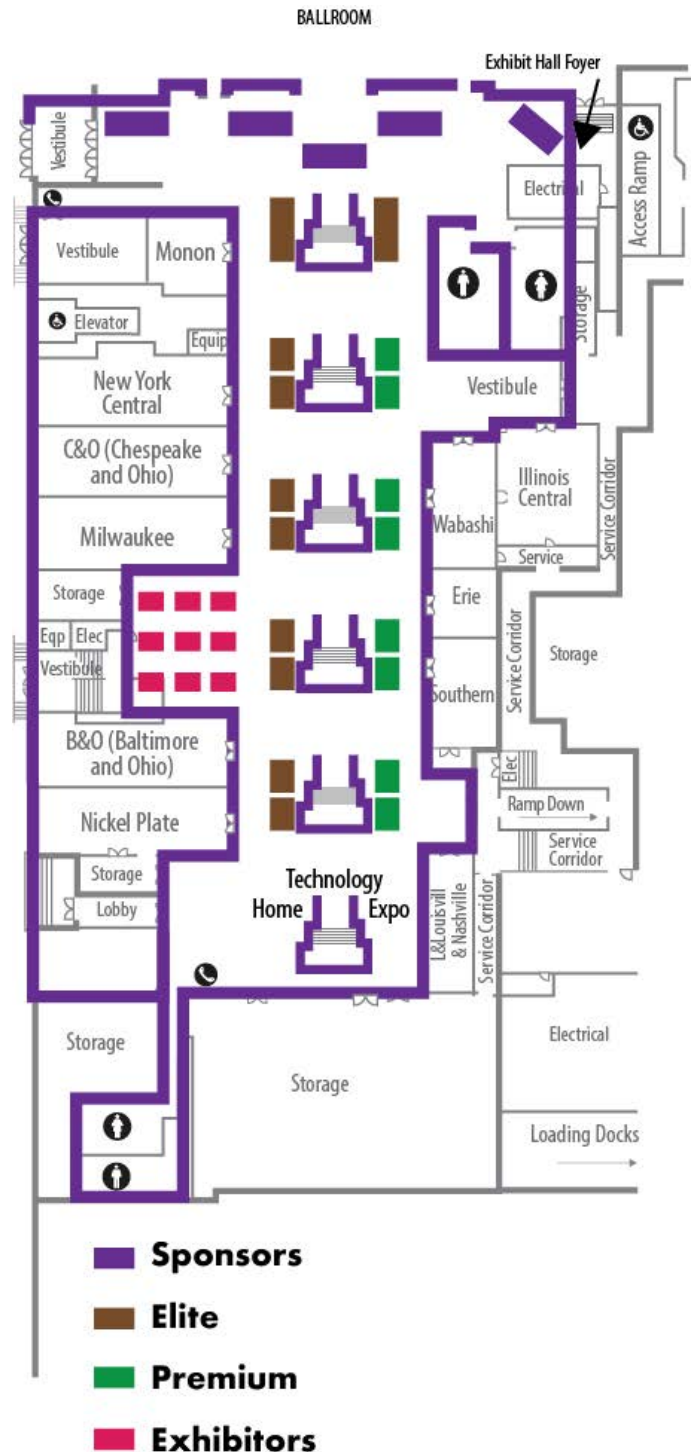 BALLROOM
Exhibit Hall Foyer
Vestibule
Electrical
Access Ramp
Vestibule
Monon
Storage
Elevator
Equip
New York
Central
Vestibule
C&O (Chespeake
and Ohio)
Illinois
Central
Service Corridor
Wabashi
Milwaukee
Service
Storage
Erie
Eqp
Elec
Service Corridor
Storage
Vestibule
Southern
B&O (Baltimore
and Ohio)
Elec
Ramp Down
Nickel Plate
Service
Corridor
Storage
Technology
Home
Expo
Lobby
L&Louisvill
& Nashville
Service Corridor
Storage
Electrical
Storage
Loading Docks
Sponsors
Elite
Premium
Exhibitors